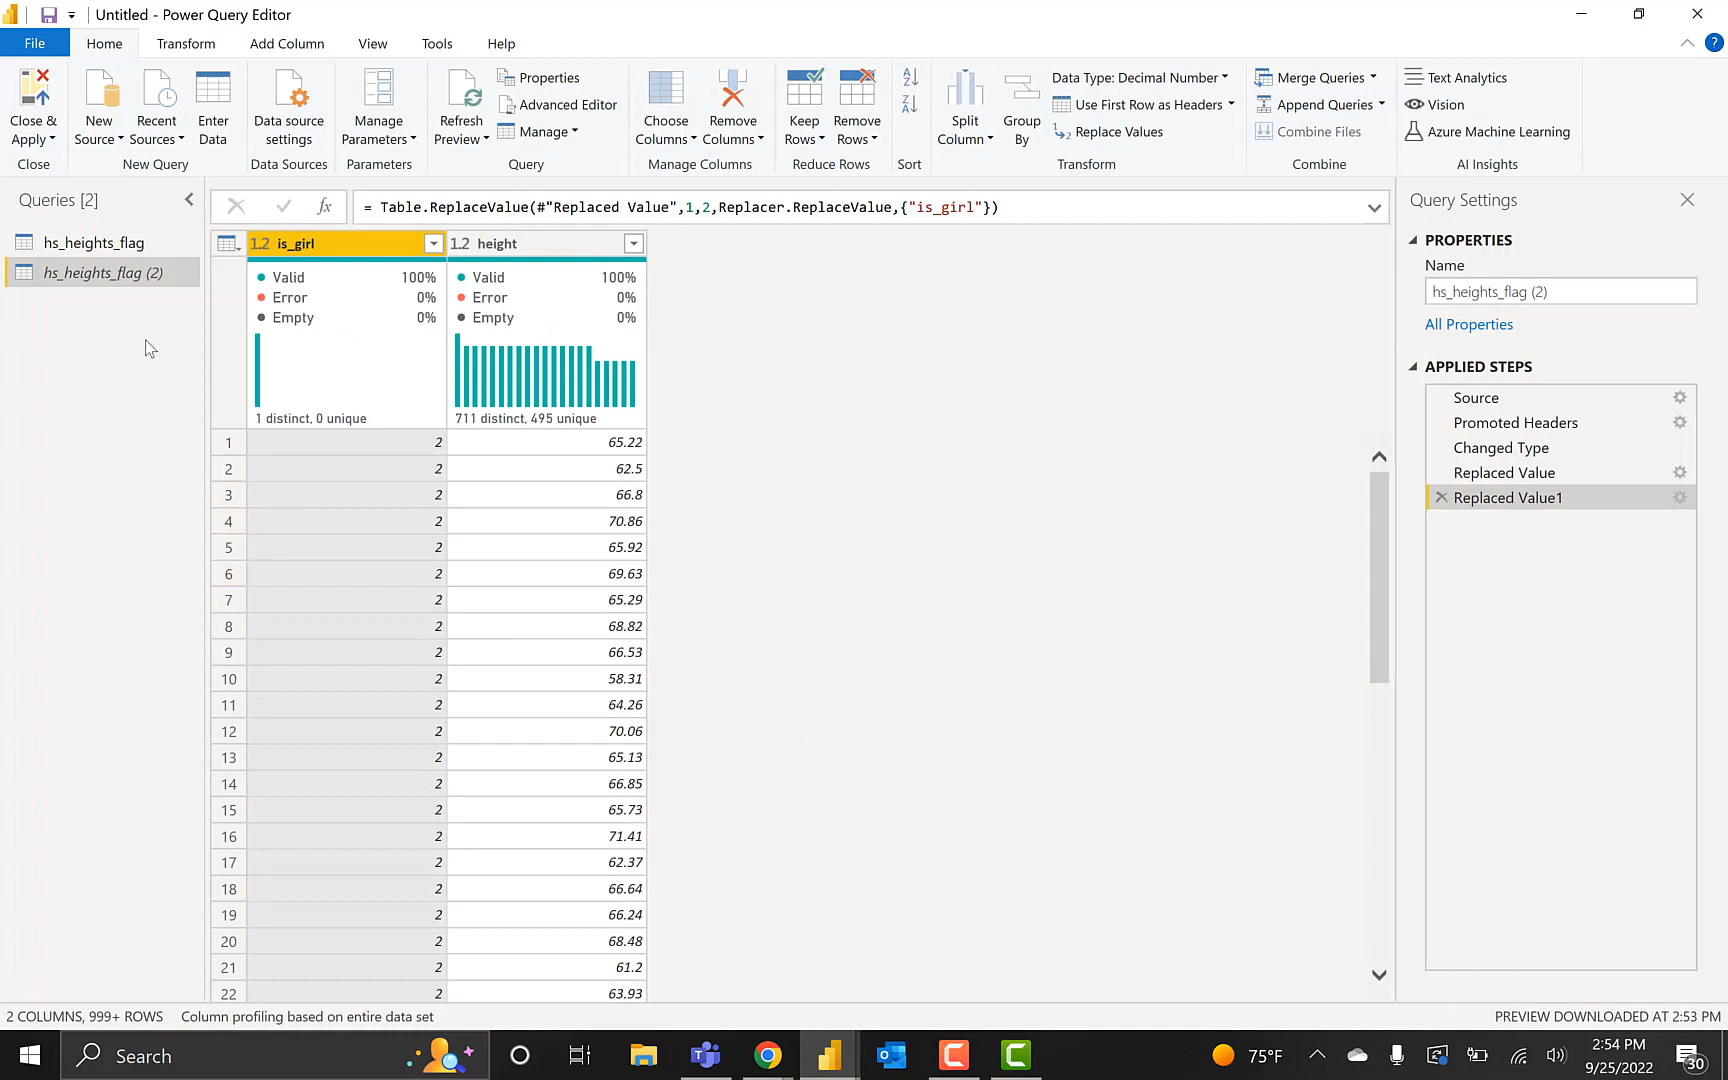 Untitled - Power Query Editor
File Home Transform Add Column View Tools Help
Close & Apply
Close
New Source
Recent Sources
Enter Data
New Query
Data source settings
Data Sources
Manage Parameters
Parameters
Refresh Preview
Properties
Advanced Editor
Manage
Query
Choose Columns
Remove Columns
Manage Columns
Keep Rows
Remove Rows
Reduce Rows
A Z
Z A
Sort
Split Column
Group By
Data Type: Decimal Number
Use First Row as Headers
1 2 Replace Values
Transform
Merge Queries
Append Queries
Combine Files
Combine
Text Analytics
Vision
Azure Machine Learning
AI Insights
?
Queries [2]
hs_heights_flag
hs_heights_flag (2)
fx = Table.ReplaceValue(#"Replaced Value",1,2,Replacer.ReplaceValue,{"is_girl"})
1.2 is_girl 1.2 height
Valid 100% Valid 100%
Error 0% Error 0%
Empty 0% Empty 0%
1 distinct, 0 unique 711 distinct, 495 unique
1 2 65.22
2 2 62.5
3 2 66.8
4 2 70.86
5 2 65.92
6 2 69.63
7 2 65.29
8 2 68.82
9 2 66.53
10 2 58.31
11 2 64.26
12 2 70.06
13 2 65.13
14 2 66.85
15 2 65.73
16 2 71.41
17 2 62.37
18 2 66.64
19 2 66.24
20 2 68.48
21 2 61.2
22 2 63.93
Query Settings
PROPERTIES
Name
hs_heights_flag (2)
All Properties
APPLIED STEPS
Source
Promoted Headers
Changed Type
Replaced Value
Replaced Value1
2 COLUMNS, 999+ ROWS Column profiling based on entire data set PREVIEW DOWNLOADED AT 2:53 PM
Search
75°F
2:54 PM
9/25/2022
30